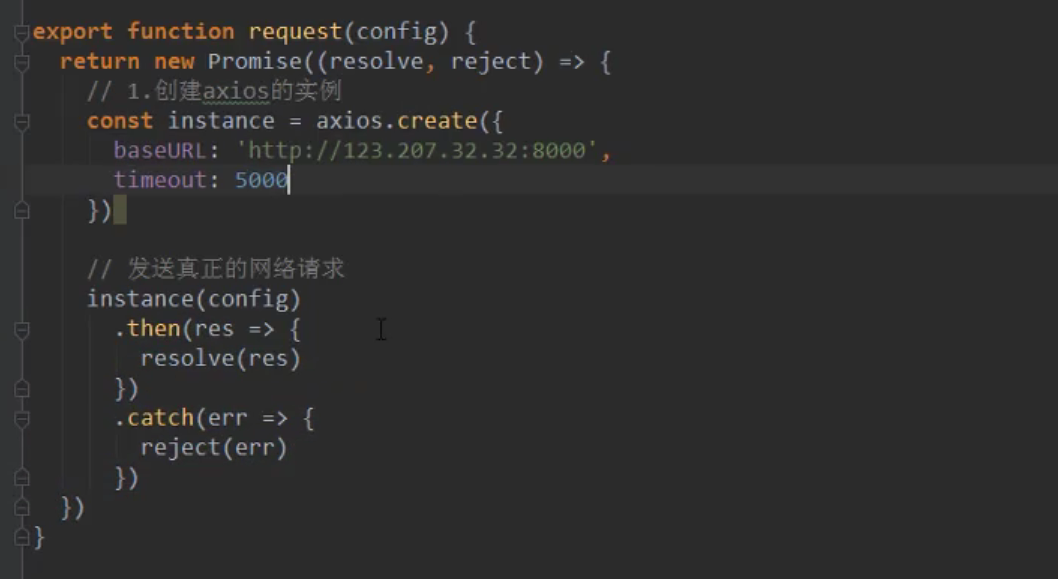 export function request(config) {
  return new Promise((resolve, reject) => {
    // 1.创建axios的实例
    const instance = axios.create({
      baseURL: 'http://123.207.32.32:8000',
      timeout: 5000
    })
    // 发送真正的网络请求
    instance(config)
      .then(res => {
        resolve(res)
      })
      .catch(err => {
        reject(err)
      })
  })
}